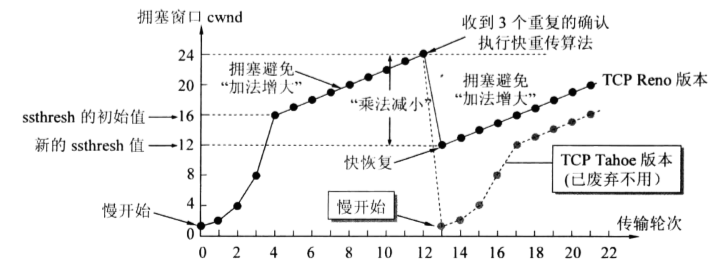 拥塞窗口 cwnd
收到 3 个重复的确认
执行快重传算法
24
20
16
12
8
4
0
拥塞避免
“加法增大”
“乘法减小”
拥塞避免
“加法增大”
TCP Reno 版本
ssthresh 的初始值
新的 ssthresh 值
快恢复
TCP Tahoe 版本
(已废弃不用)
慢开始
慢开始
传输轮次
0 2 4 6 8 10 12 14 16 18 20 22